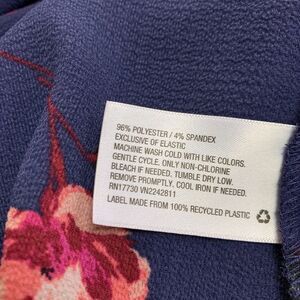 96% POLYESTER / 4% SPANDEX
EXCLUSIVE OF ELASTIC
MACHINE WASH COLD WITH LIKE COLORS.
GENTLE CYCLE. ONLY NON-CHLORINE
BLEACH IF NEEDED. TUMBLE DRY LOW.
REMOVE PROMPTLY, COOL IRON IF NEEDED.
RN17730 VN2242811
LABEL MADE FROM 100% RECYCLED PLASTIC